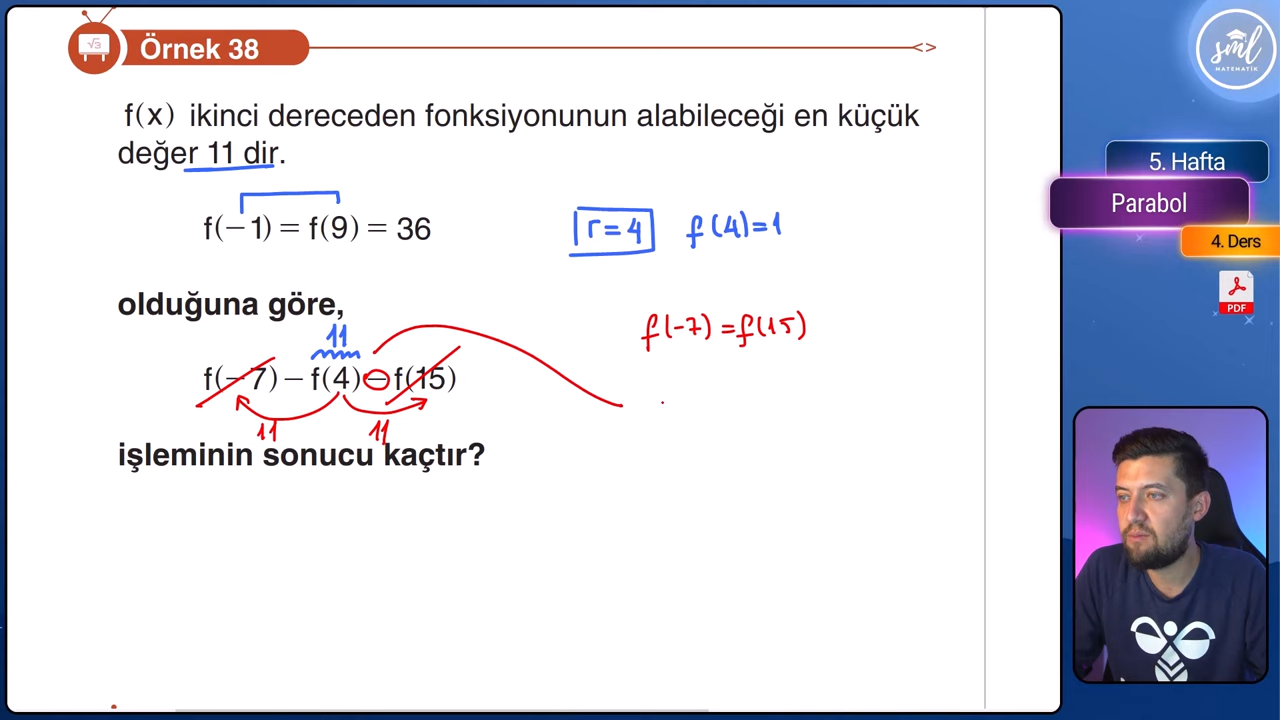 √3 Örnek 38
f(x) ikinci dereceden fonksiyonunun alabileceği en küçük
değer 11 dir.
f(−1) = f(9) = 36
r=4 f(4)=1
olduğuna göre,
11
f(-7)=f(15)
f(−7) − f(4) − f(15)
11 11
işleminin sonucu kaçtır?
sml
MATEMATİK
5. Hafta
Parabol
4. Ders
PDF